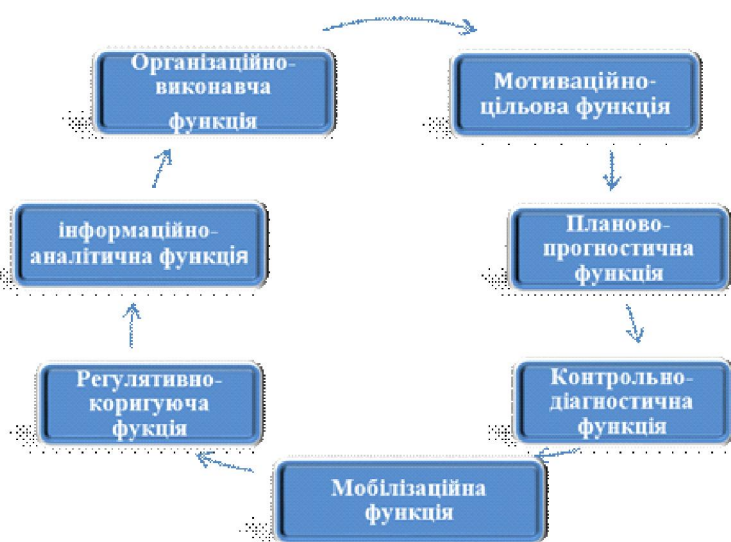 Організаційно-
виконавча
функція
Мотиваційно-
цільова функція
інформаційно-
аналітична функція
Планово-
прогностична
функція
Регулятивно-
коригуюча
фукція
Контрольно-
діагностична
функція
Мобілізаційна
функція